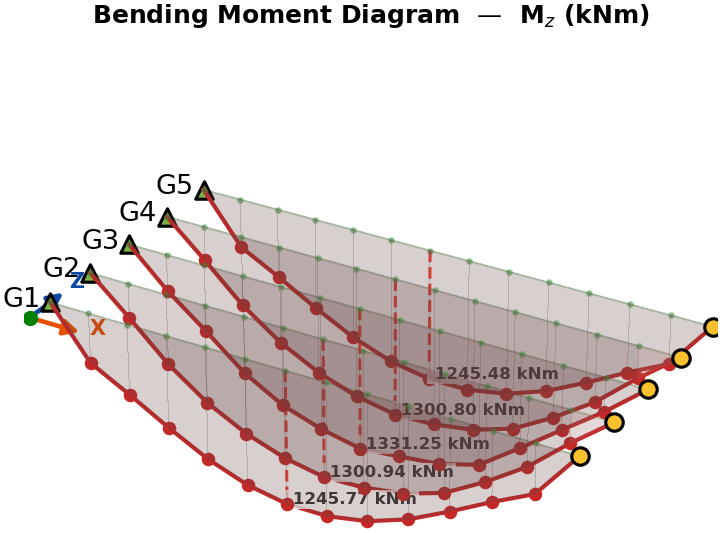 Bending Moment Diagram — Mz (kNm)
G5
G4
G3
G2
Z
G1
X
1245.48 kNm
1300.80 kNm
1331.25 kNm
1300.94 kNm
1245.77 kNm